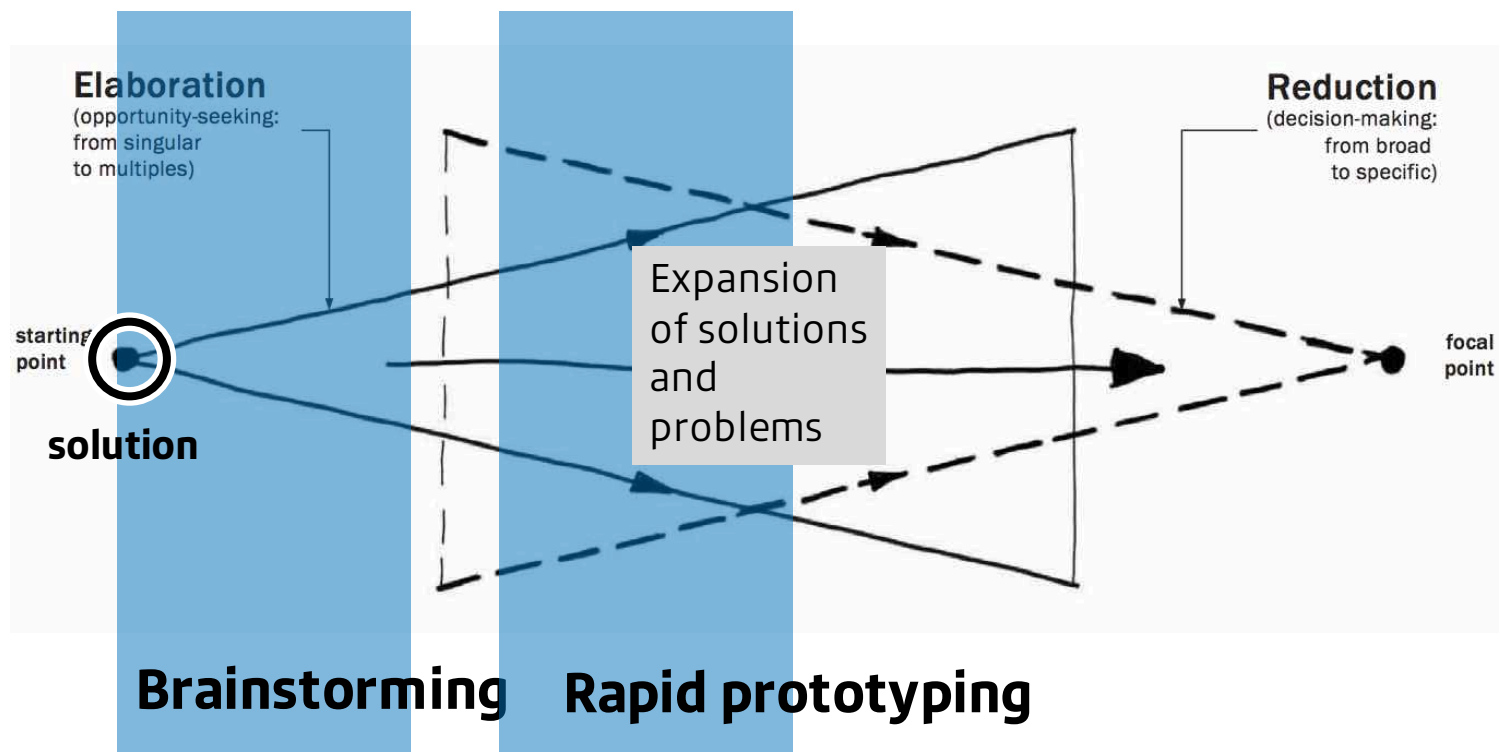 Elaboration
(opportunity-seeking:
from singular
to multiples)
Reduction
(decision-making:
from broad
to specific)
starting
point
solution
Expansion
of solutions
and
problems
focal
point
Brainstorming
Rapid prototyping